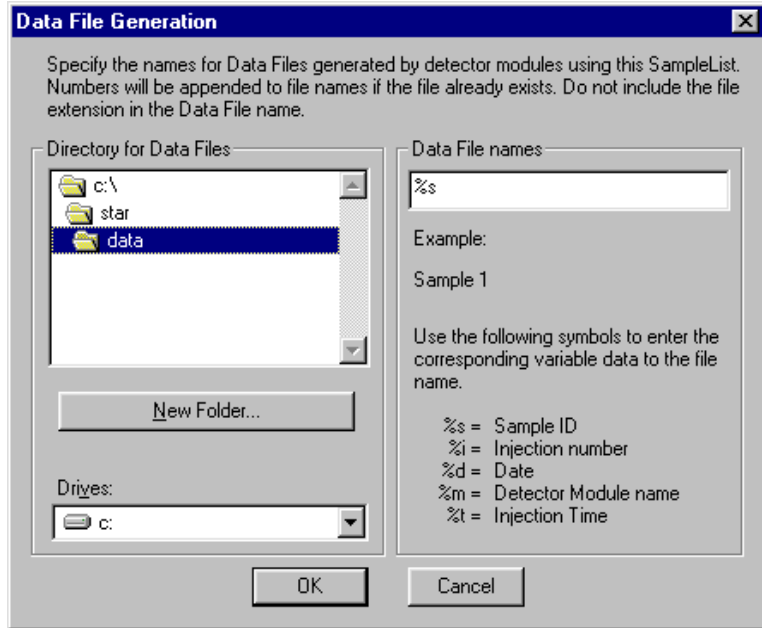 Data File Generation
Specify the names for Data Files generated by detector modules using this SampleList.
Numbers will be appended to file names if the file already exists. Do not include the file
extension in the Data File name.
Directory for Data Files
c:\
star
data
New Folder...
Drives:
c:
Data File names
%s
Example:
Sample 1
Use the following symbols to enter the
corresponding variable data to the file
name.
%s = Sample ID
%i = Injection number
%d = Date
%m = Detector Module name
%t = Injection Time
OK
Cancel